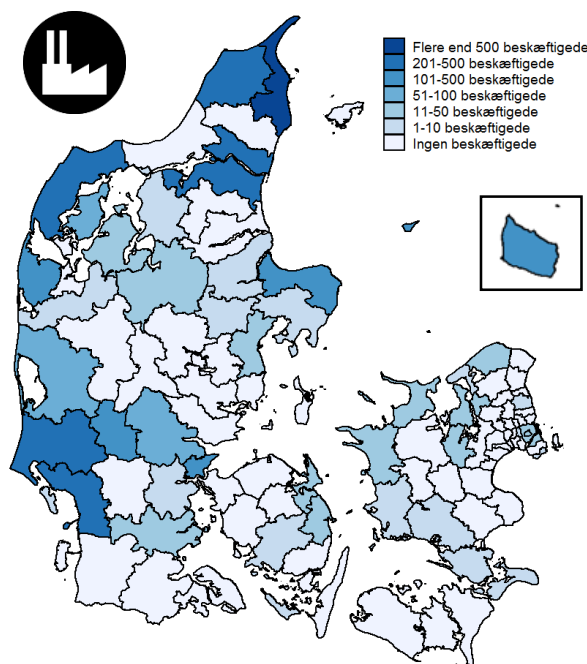 Flere end 500 beskæftigede
201-500 beskæftigede
101-500 beskæftigede
51-100 beskæftigede
11-50 beskæftigede
1-10 beskæftigede
Ingen beskæftigede